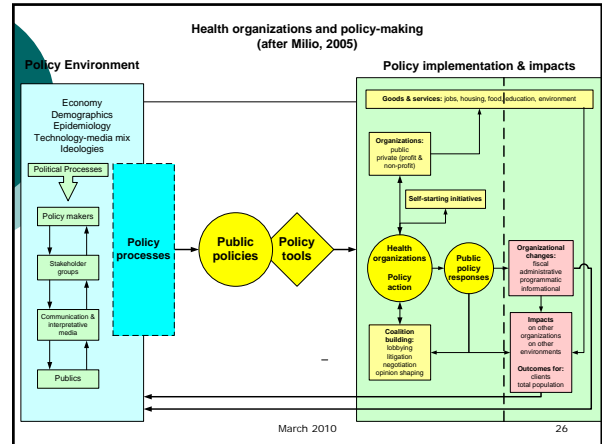 Health organizations and policy-making
(after Milio, 2005)
Policy Environment
Economy
Demographics
Epidemiology
Technology-media mix
Ideologies
Political Processes
Policy makers
Stakeholder
groups
Communication &
interpretative
media
Publics
Policy
processes
Public
policies
Policy
tools
Policy implementation & impacts
Goods & services: jobs, housing, food, education, environment
Organizations:
public
private (profit &
non-profit)
Self-starting initiatives
Health
organizations
Policy
action
Public
policy
responses
Organizational
changes:
fiscal
administrative
programmatic
informational
Coalition
building:
lobbying
litigation
negotiation
opinion shaping
Impacts
on other
organizations
on other
environments
Outcomes for:
clients
total population
–
March 2010
26